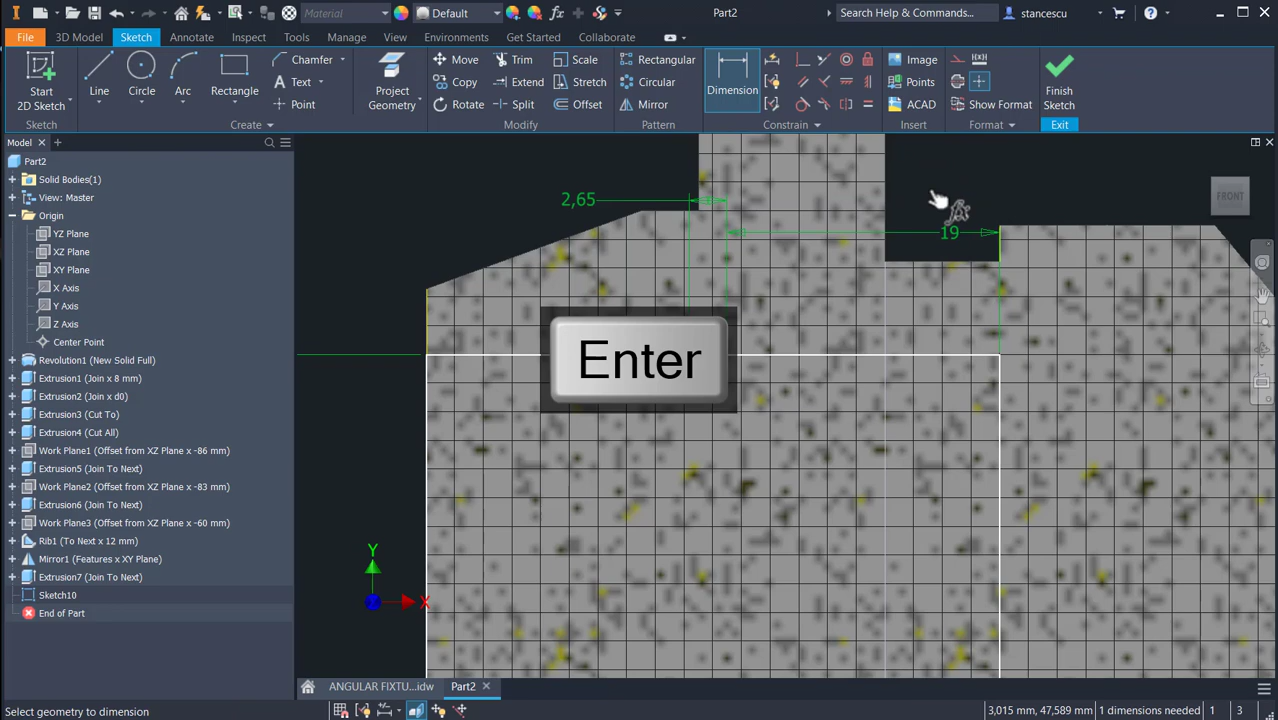 Material
Default
Part2
Search Help & Commands...
stancescu
File
3D Model
Sketch
Annotate
Inspect
Tools
Manage
View
Environments
Get Started
Collaborate
Start
2D Sketch
Line
Circle
Arc
Rectangle
Chamfer
Text
Point
Project
Geometry
Move
Copy
Rotate
Trim
Extend
Split
Scale
Stretch
Offset
Rectangular
Circular
Mirror
Dimension
Image
Points
ACAD
Show Format
Finish
Sketch
Sketch
Create
Modify
Pattern
Constrain
Insert
Format
Exit
Model
Part2
Solid Bodies(1)
View: Master
Origin
YZ Plane
XZ Plane
XY Plane
X Axis
Y Axis
Z Axis
Center Point
Revolution1 (New Solid Full)
Extrusion1 (Join x 8 mm)
Extrusion2 (Join x d0)
Extrusion3 (Cut To)
Extrusion4 (Cut All)
Work Plane1 (Offset from XZ Plane x -86 mm)
Extrusion5 (Join To Next)
Work Plane2 (Offset from XZ Plane x -83 mm)
Extrusion6 (Join To Next)
Work Plane3 (Offset from XZ Plane x -60 mm)
Rib1 (To Next x 12 mm)
Mirror1 (Features x XY Plane)
Extrusion7 (Join To Next)
Sketch10
End of Part
2,65
19
FRONT
Enter
Y
X
ANGULAR FIXTU...idw
Part2
Select geometry to dimension
3,015 mm, 47,589 mm
1 dimensions needed
1
3